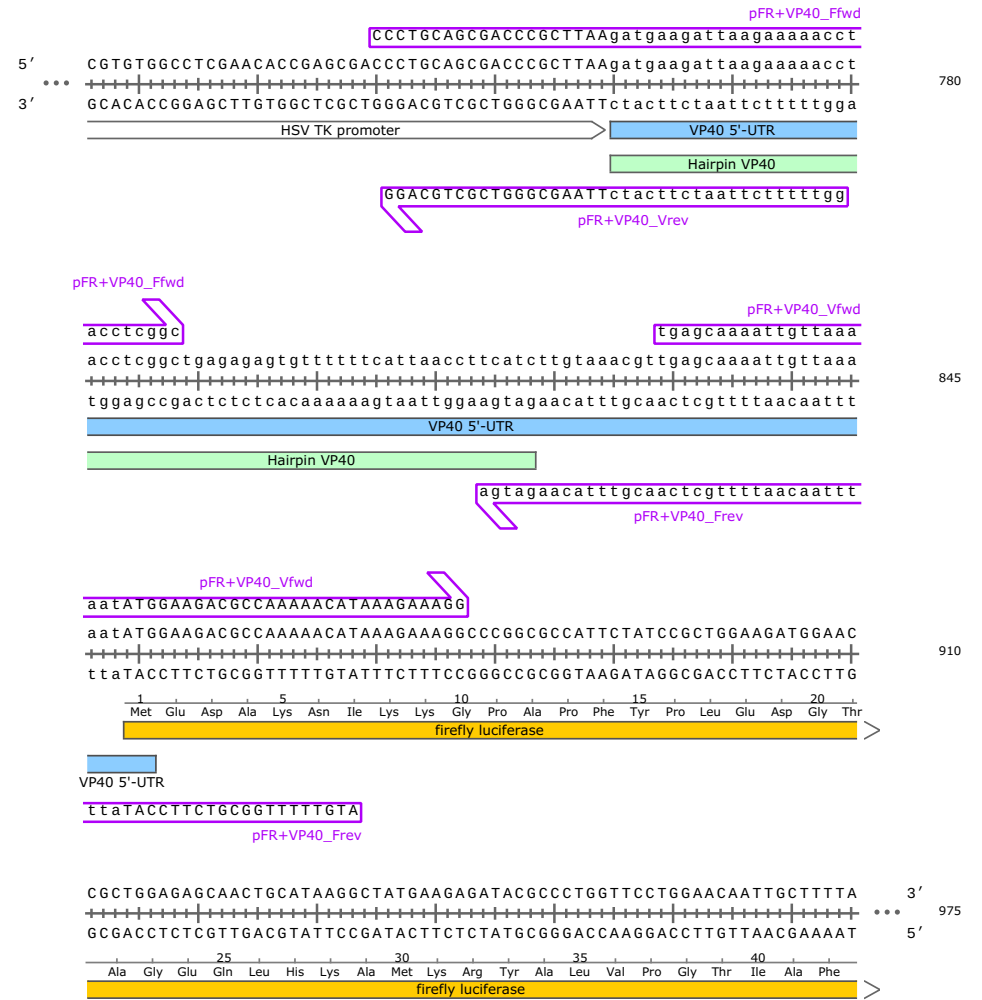 pFR+VP40_Ffwd
CCCTGCAGCGACCCGCTTAAgatgaagattaagaaaaacct
5′ CGTGTGGCCTCGAACACCGAGCGACCCTGCAGCGACCCGCTTAAgatgaagattaagaaaaacct
780
3′ GCACACCGGAGCTTGTGGCTCGCTGGGACGTCGCTGGGCGAATTctacttctaattctttttgga
HSV TK promoter VP40 5'-UTR
Hairpin VP40
GGACGTCGCTGGGCGAATTctacttctaattctttttgg
pFR+VP40_Vrev
pFR+VP40_Ffwd
pFR+VP40_Vfwd
acctcggc tgagcaaaattgttaaa
acctcggctgagagagtgttttttcattaaccttcatcttgtaaacgttgagcaaaattgttaaa
845
tggagccgactctctcacaaaaaagtaattggaagtagaacatttgcaactcgttttaacaattt
VP40 5'-UTR
Hairpin VP40
agtagaacatttgcaactcgttttaacaattt
pFR+VP40_Frev
pFR+VP40_Vfwd
aatATGGAAGACGCCAAAAACATAAAGAAAGG
aatATGGAAGACGCCAAAAACATAAAGAAAGGCCCGGCGCCATTCTATCCGCTGGAAGATGGAAC
910
ttaTACCTTCTGCGGTTTTTGTATTTCTTTCCGGGCCGCGGTAAGATAGGCGACCTTCTACCTTG
1 5 10 15 20
Met Glu Asp Ala Lys Asn Ile Lys Lys Gly Pro Ala Pro Phe Tyr Pro Leu Glu Asp Gly Thr
firefly luciferase
VP40 5'-UTR
ttaTACCTTCTGCGGTTTTTGTA
pFR+VP40_Frev
CGCTGGAGAGCAACTGCATAAGGCTATGAAGAGATACGCCCTGGTTCCTGGAACAATTGCTTTTA 3′
975
GCGACCTCTCGTTGACGTATTCCGATACTTCTCTATGCGGGACCAAGGACCTTGTTAACGAAAAT 5′
25 30 35 40
Ala Gly Glu Gln Leu His Lys Ala Met Lys Arg Tyr Ala Leu Val Pro Gly Thr Ile Ala Phe
firefly luciferase